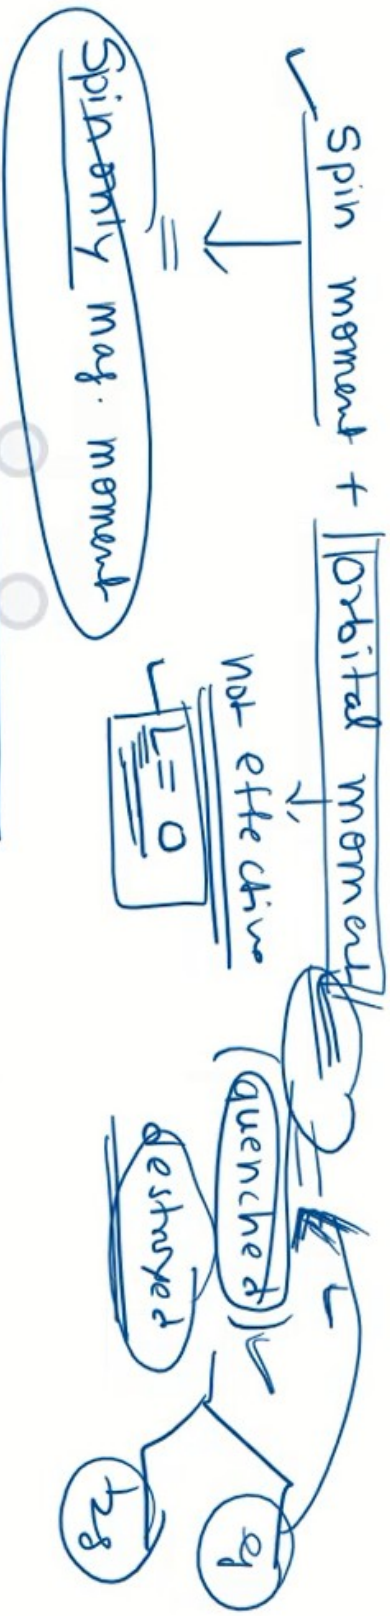 Spin moment + Orbital moment
not effective
(quenched)
eg
Spin only mag. moment
L = 0
destroyed
t2g